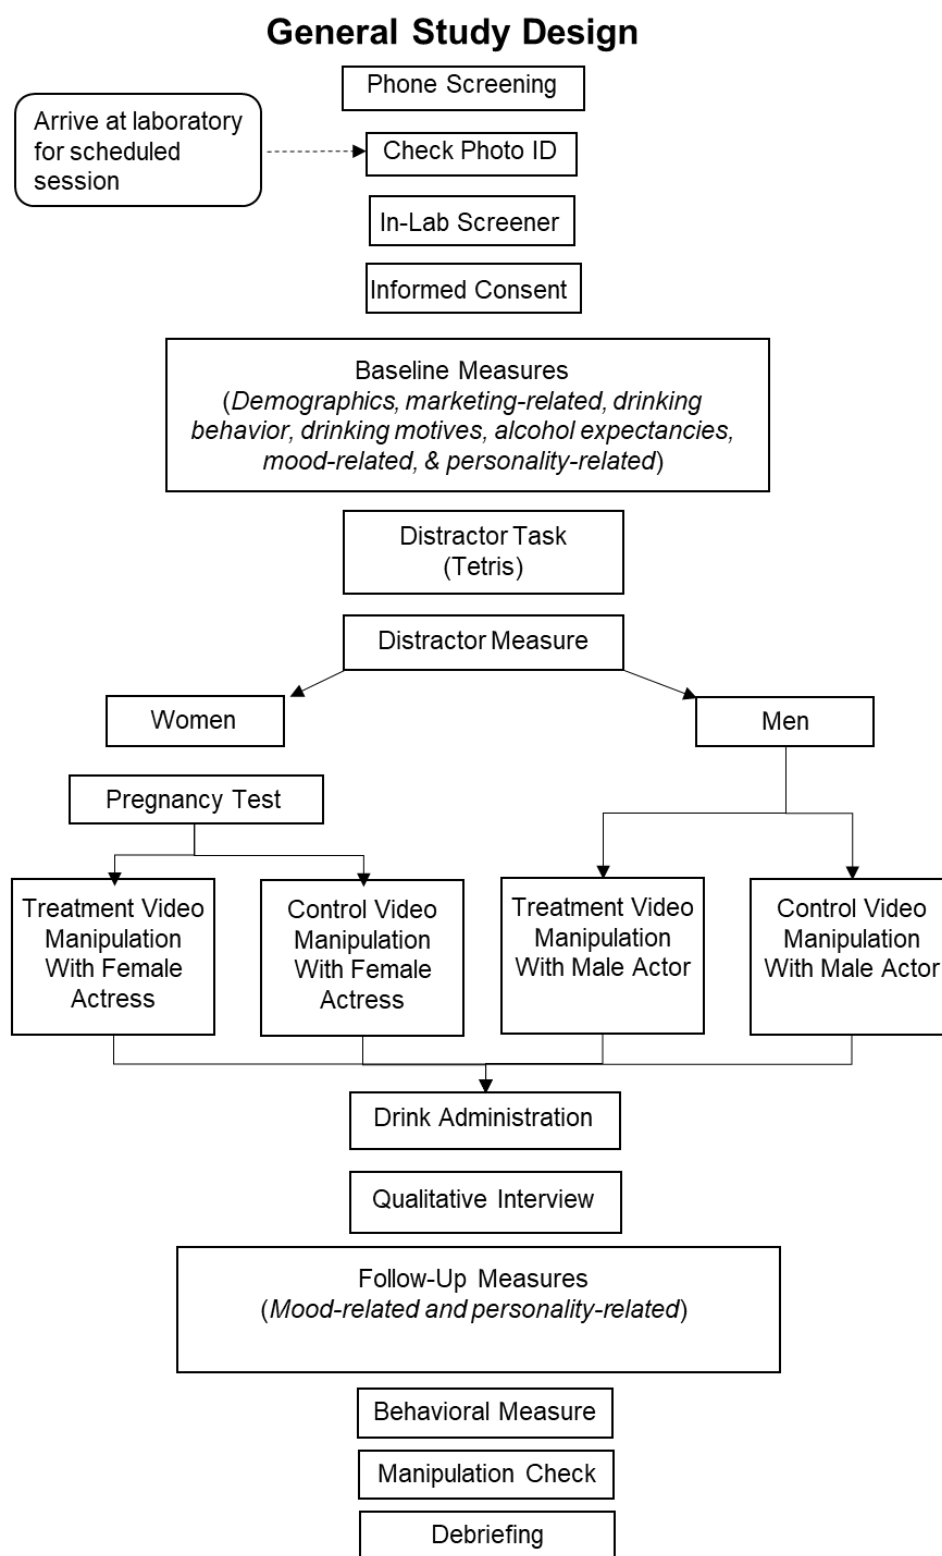 General Study Design
Phone Screening
Arrive at laboratory
for scheduled
session
Check Photo ID
In-Lab Screener
Informed Consent
Baseline Measures
(Demographics, marketing-related, drinking
behavior, drinking motives, alcohol expectancies,
mood-related, & personality-related)
Distractor Task
(Tetris)
Distractor Measure
Women
Men
Pregnancy Test
Treatment Video
Manipulation
With Female
Actress
Control Video
Manipulation
With Female
Actress
Treatment Video
Manipulation
With Male Actor
Control Video
Manipulation
With Male Actor
Drink Administration
Qualitative Interview
Follow-Up Measures
(Mood-related and personality-related)
Behavioral Measure
Manipulation Check
Debriefing